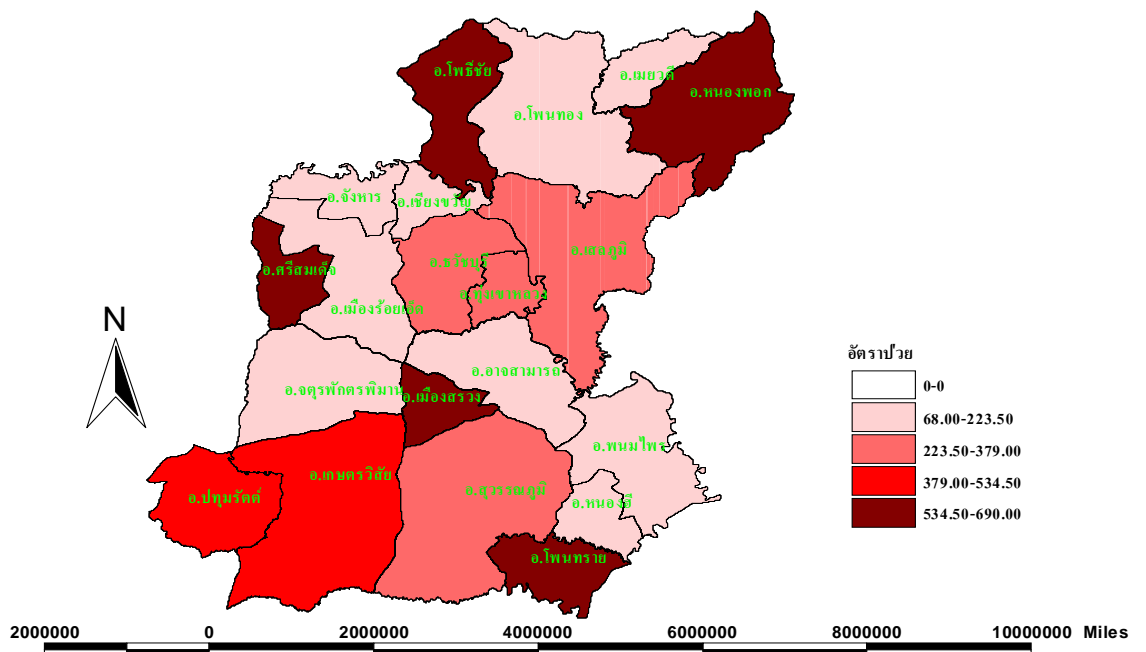 อ.โพธิ์ชัย
อ.เมยวดี
อ.หนองพอก
อ.โพนทอง
อ.จังหาร
อ.เชียงขวัญ
อ.เสลภูมิ
อ.ธวัชบุรี
อ.ศรีสมเด็จ
อ.ทุ่งเขาหลวง
อ.เมืองร้อยเอ็ด
N
อ.อาจสามารถ
อ.จตุรพักตรพิมาน
อ.เมืองสรวง
อ.พนมไพร
อ.เกษตรวิสัย
อ.สุวรรณภูมิ
อ.ปทุมรัตต์
อ.หนองฮี
อ.โพนทราย
อัตราป่วย
0-0
68.00-223.50
223.50-379.00
379.00-534.50
534.50-690.00
2000000 0 2000000 4000000 6000000 8000000 10000000 Miles